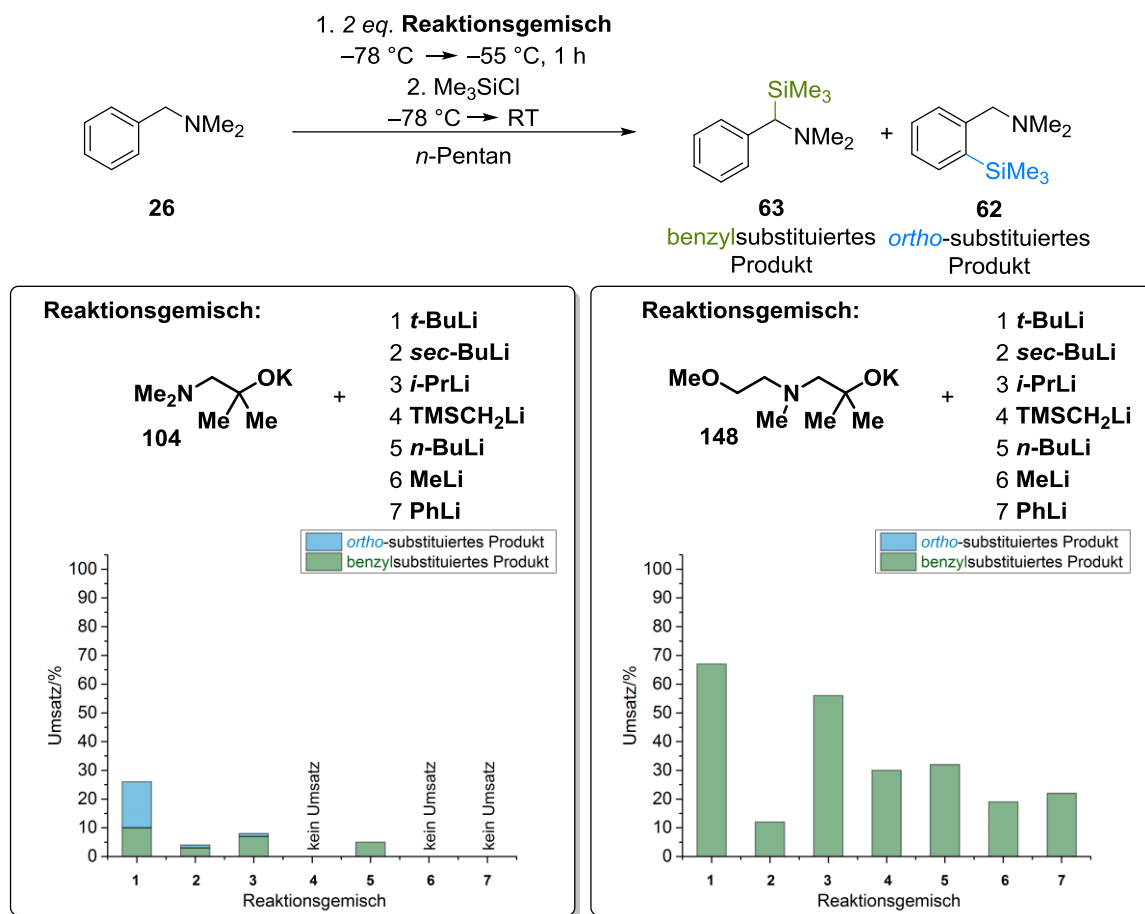 1. 2 eq. Reaktionsgemisch
–78 °C → –55 °C, 1 h
2. Me₃SiCl
–78 °C → RT
n-Pentan
NMe₂
26
SiMe₃
NMe₂
63
benzylsubstituiertes
Produkt
+
NMe₂
SiMe₃
62
ortho-substituiertes
Produkt
Reaktionsgemisch:
Me₂N
OK
Me
Me
104
+
1 t-BuLi
2 sec-BuLi
3 i-PrLi
4 TMSCH₂Li
5 n-BuLi
6 MeLi
7 PhLi
ortho-substituiertes Produkt
benzylsubstituiertes Produkt
Umsatz/%
100
90
80
70
60
50
40
30
20
10
0
kein Umsatz
kein Umsatz
kein Umsatz
1 2 3 4 5 6 7
Reaktionsgemisch
Reaktionsgemisch:
MeO
N
OK
Me
Me
Me
148
+
1 t-BuLi
2 sec-BuLi
3 i-PrLi
4 TMSCH₂Li
5 n-BuLi
6 MeLi
7 PhLi
ortho-substituiertes Produkt
benzylsubstituiertes Produkt
Umsatz/%
100
90
80
70
60
50
40
30
20
10
0
1 2 3 4 5 6 7
Reaktionsgemisch